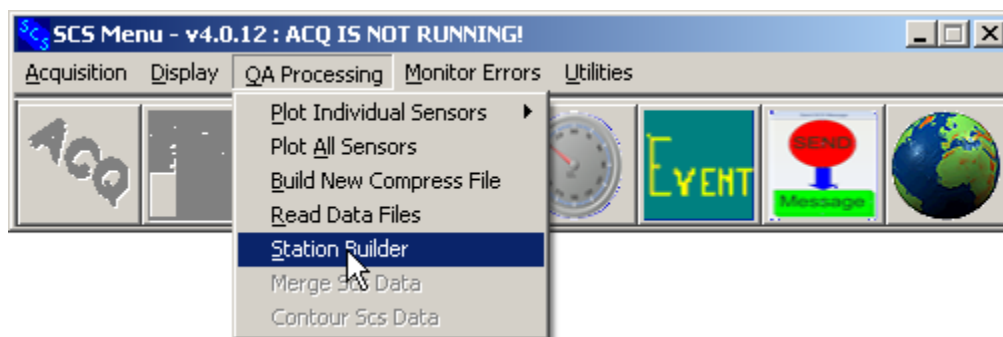 SCS SCS Menu - v4.0.12 : ACQ IS NOT RUNNING!
Acquisition Display QA Processing Monitor Errors Utilities
Plot Individual Sensors
Plot All Sensors
Build New Compress File
Read Data Files
Station Builder
Merge Scs Data
Contour Scs Data
ACQ
EVENT
SEND
Message